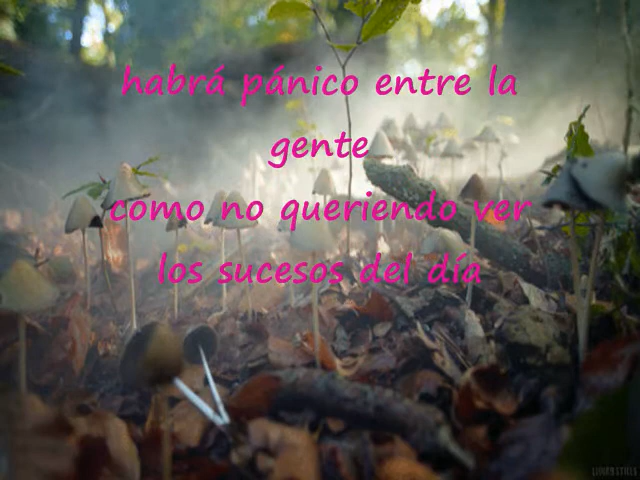 habrá pánico entre la
gente
como no queriendo ver
los sucesos del día